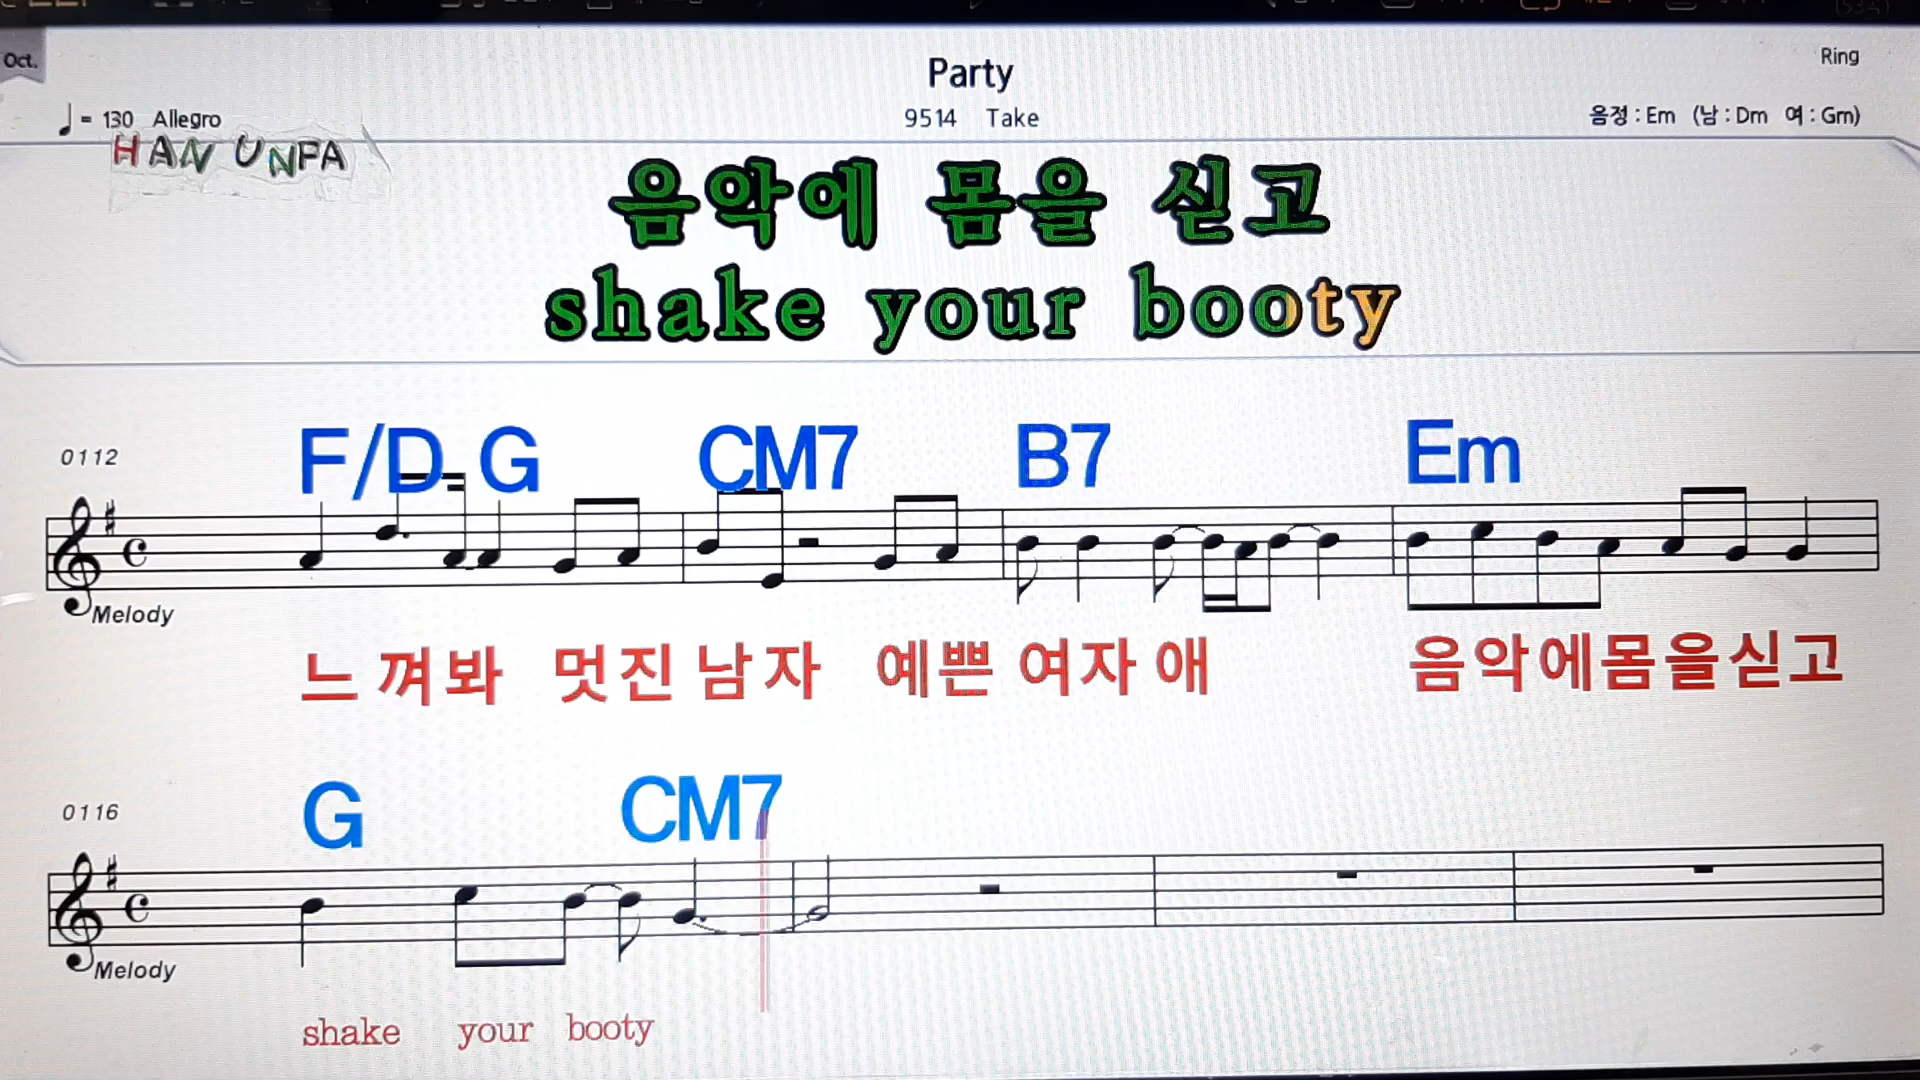 Oct.
Party
Ring
♩= 130 Allegro
9514 Take
음정 : Em (남 : Dm 여 : Gm)
HAN UNFA
음악에 몸을 싣고
shake your booty
F/D G CM7 B7 Em
0112
Melody
느껴봐 멋진남자 예쁜여자애 음악에몸을싣고
G CM7
0116
Melody
shake your booty